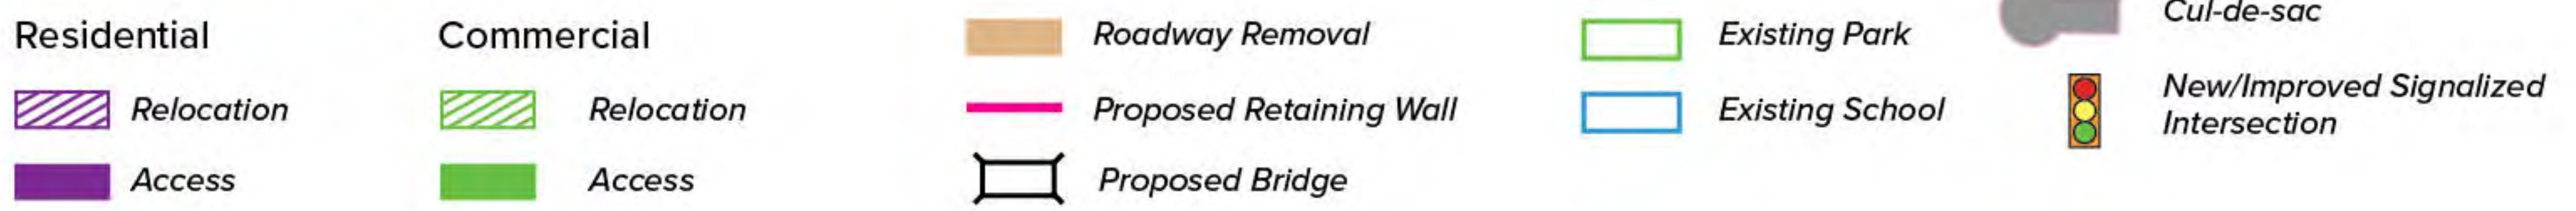 Residential
Relocation
Access
Commercial
Relocation
Access
Roadway Removal
Proposed Retaining Wall
Proposed Bridge
Existing Park
Existing School
Cul-de-sac
New/Improved Signalized
Intersection